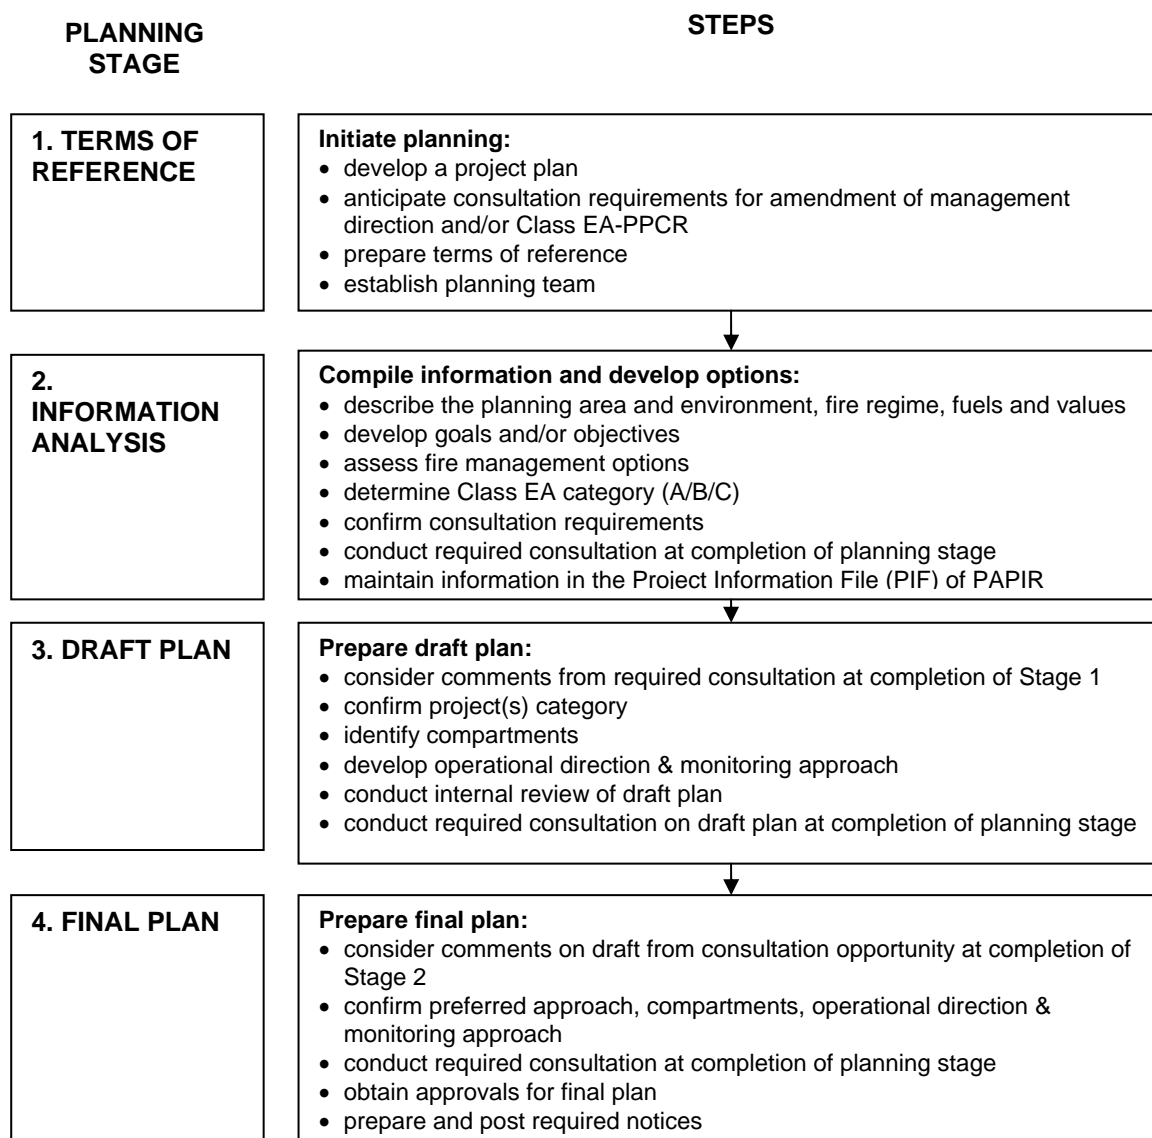 PLANNING
STAGE
STEPS
1. TERMS OF
REFERENCE
Initiate planning:
• develop a project plan
• anticipate consultation requirements for amendment of management
direction and/or Class EA-PPCR
• prepare terms of reference
• establish planning team
2.
INFORMATION
ANALYSIS
Compile information and develop options:
• describe the planning area and environment, fire regime, fuels and values
• develop goals and/or objectives
• assess fire management options
• determine Class EA category (A/B/C)
• confirm consultation requirements
• conduct required consultation at completion of planning stage
• maintain information in the Project Information File (PIF) of PAPIR
3. DRAFT PLAN
Prepare draft plan:
• consider comments from required consultation at completion of Stage 1
• confirm project(s) category
• identify compartments
• develop operational direction & monitoring approach
• conduct internal review of draft plan
• conduct required consultation on draft plan at completion of planning stage
4. FINAL PLAN
Prepare final plan:
• consider comments on draft from consultation opportunity at completion of
Stage 2
• confirm preferred approach, compartments, operational direction &
monitoring approach
• conduct required consultation at completion of planning stage
• obtain approvals for final plan
• prepare and post required notices